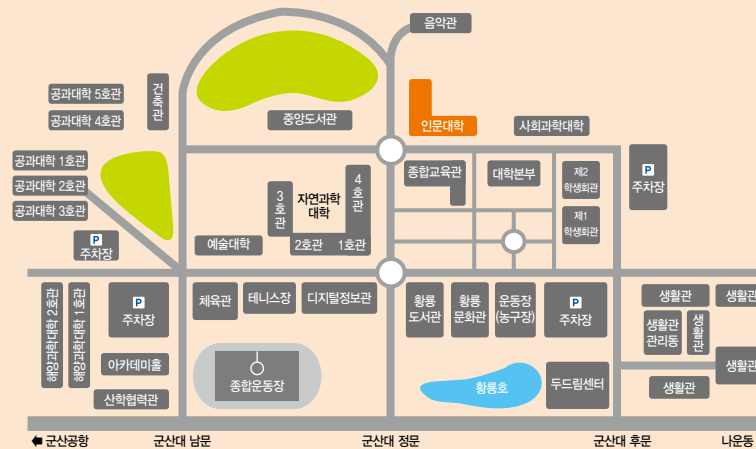 음악관
공과대학 5호관
공과대학 4호관
건축관
중앙도서관
인문대학
사회과학대학
공과대학 1호관
공과대학 2호관
공과대학 3호관
P
주차장
3호관
자연과학
대학
4호관
2호관
1호관
예술대학
종합교육관
대학본부
제2
학생회관
제1
학생회관
P
주차장
해양과학대학 2호관
해양과학대학 1호관
P
주차장
체육관
테니스장
디지털정보관
황룡
도서관
황룡
문화관
운동장
(농구장)
P
주차장
생활관
생활관
생활관
관리동
생활관
생활관
생활관
아카데미홀
산학협력관
종합운동장
황룡호
두드림센터
군산공항
군산대 남문
군산대 정문
군산대 후문
나운동